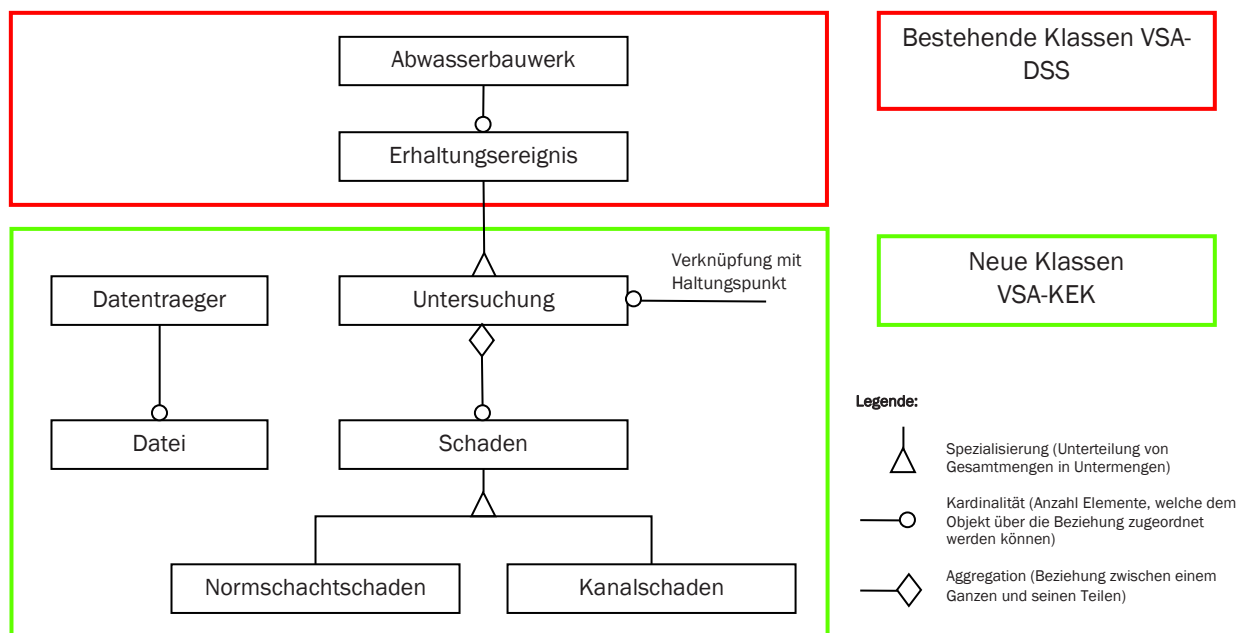 Abwasserbauwerk
Erhaltungsereignis
Bestehende Klassen VSA-
DSS
Verknüpfung mit
Haltungspunkt
Datentraeger
Untersuchung
Neue Klassen
VSA-KEK
Datei
Schaden
Normschachtschaden
Kanalschaden
Legende:
Spezialisierung (Unterteilung von
Gesamtmengen in Untermengen)
Kardinalität (Anzahl Elemente, welche dem
Objekt über die Beziehung zugeordnet
werden können)
Aggregation (Beziehung zwischen einem
Ganzen und seinen Teilen)